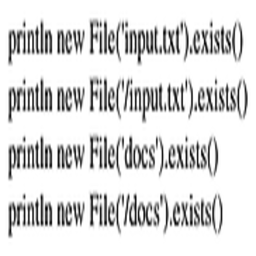 println new File('input.txt').exists()
println new File('/input.txt').exists()
println new File('docs').exists()
println new File('/docs').exists()